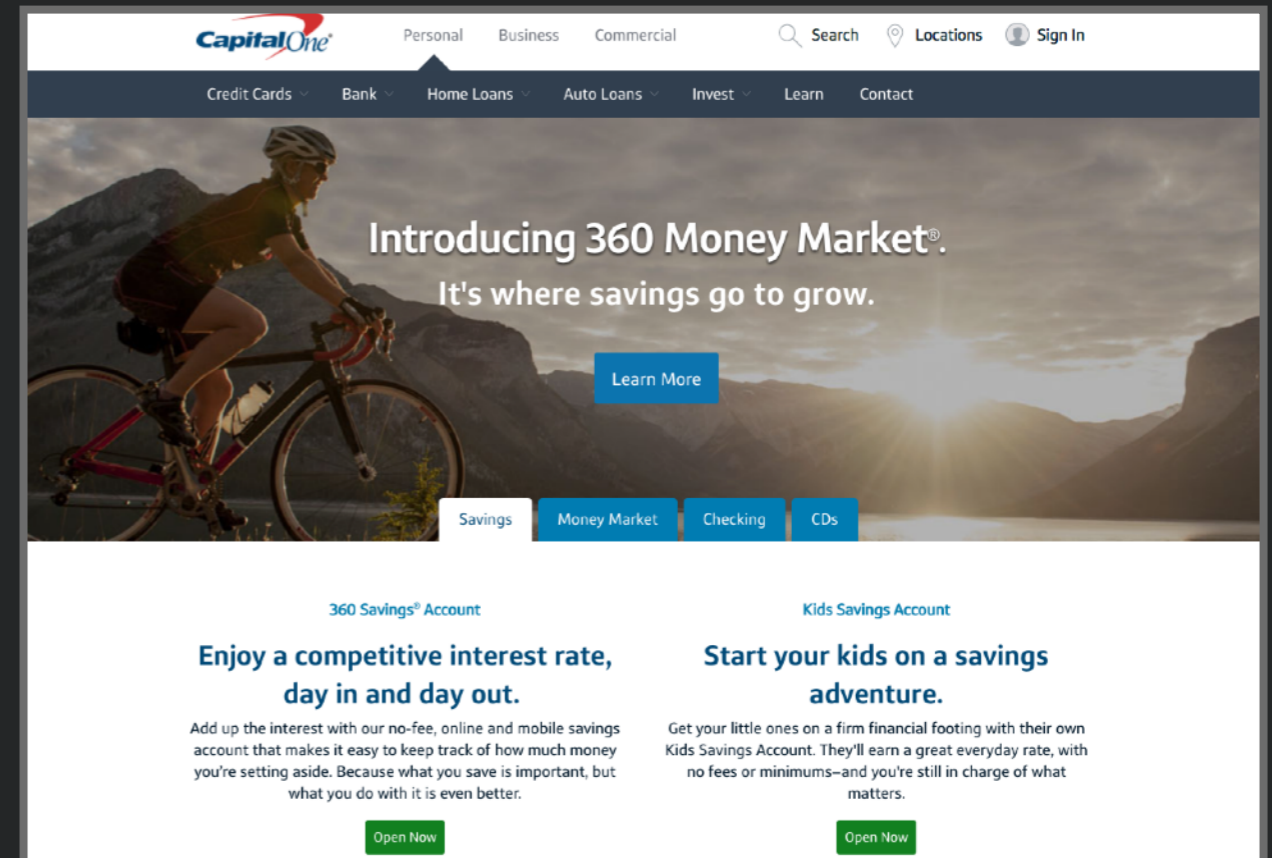 CapitalOne®
Personal Business Commercial Search Locations Sign In
Credit Cards Bank Home Loans Auto Loans Invest Learn Contact
Introducing 360 Money Market®.
It's where savings go to grow.
Learn More
Savings Money Market Checking CDs
360 Savings® Account
Enjoy a competitive interest rate,
day in and day out.
Add up the interest with our no-fee, online and mobile savings
account that makes it easy to keep track of how much money
you're setting aside. Because what you save is important, but
what you do with it is even better.
Open Now
Kids Savings Account
Start your kids on a savings
adventure.
Get your little ones on a firm financial footing with their own
Kids Savings Account. They'll earn a great everyday rate, with
no fees or minimums–and you're still in charge of what
matters.
Open Now